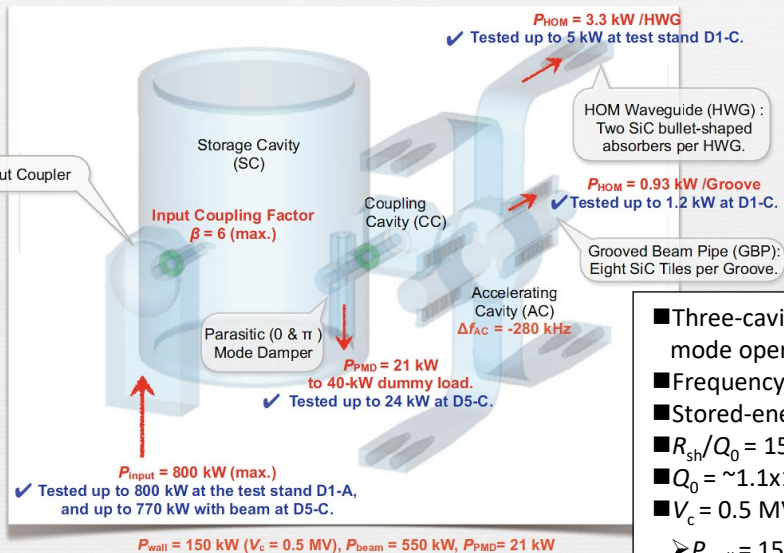 P_HOM = 3.3 kW /HWG
✔ Tested up to 5 kW at test stand D1-C.
HOM Waveguide (HWG) :
Two SiC bullet-shaped
absorbers per HWG.
Storage Cavity
(SC)
ut Coupler
Input Coupling Factor
β = 6 (max.)
Coupling
Cavity (CC)
P_HOM = 0.93 kW /Groove
✔ Tested up to 1.2 kW at D1-C.
Grooved Beam Pipe (GBP):
Eight SiC Tiles per Groove.
Accelerating
Cavity (AC)
Δf_AC = -280 kHz
Parasitic (0 & π )
Mode Damper
P_PMD = 21 kW
to 40-kW dummy load.
✔ Tested up to 24 kW at D5-C.
P_input = 800 kW (max.)
✔ Tested up to 800 kW at the test stand D1-A,
and up to 770 kW with beam at D5-C.
P_wall = 150 kW (V_c = 0.5 MV), P_beam = 550 kW, P_PMD= 21 kW
■Three-cavi
mode oper
■Frequency
■Stored-ene
■R_sh/Q_0 = 15
■Q_0 = ~1.1x1
■V_c = 0.5 MV